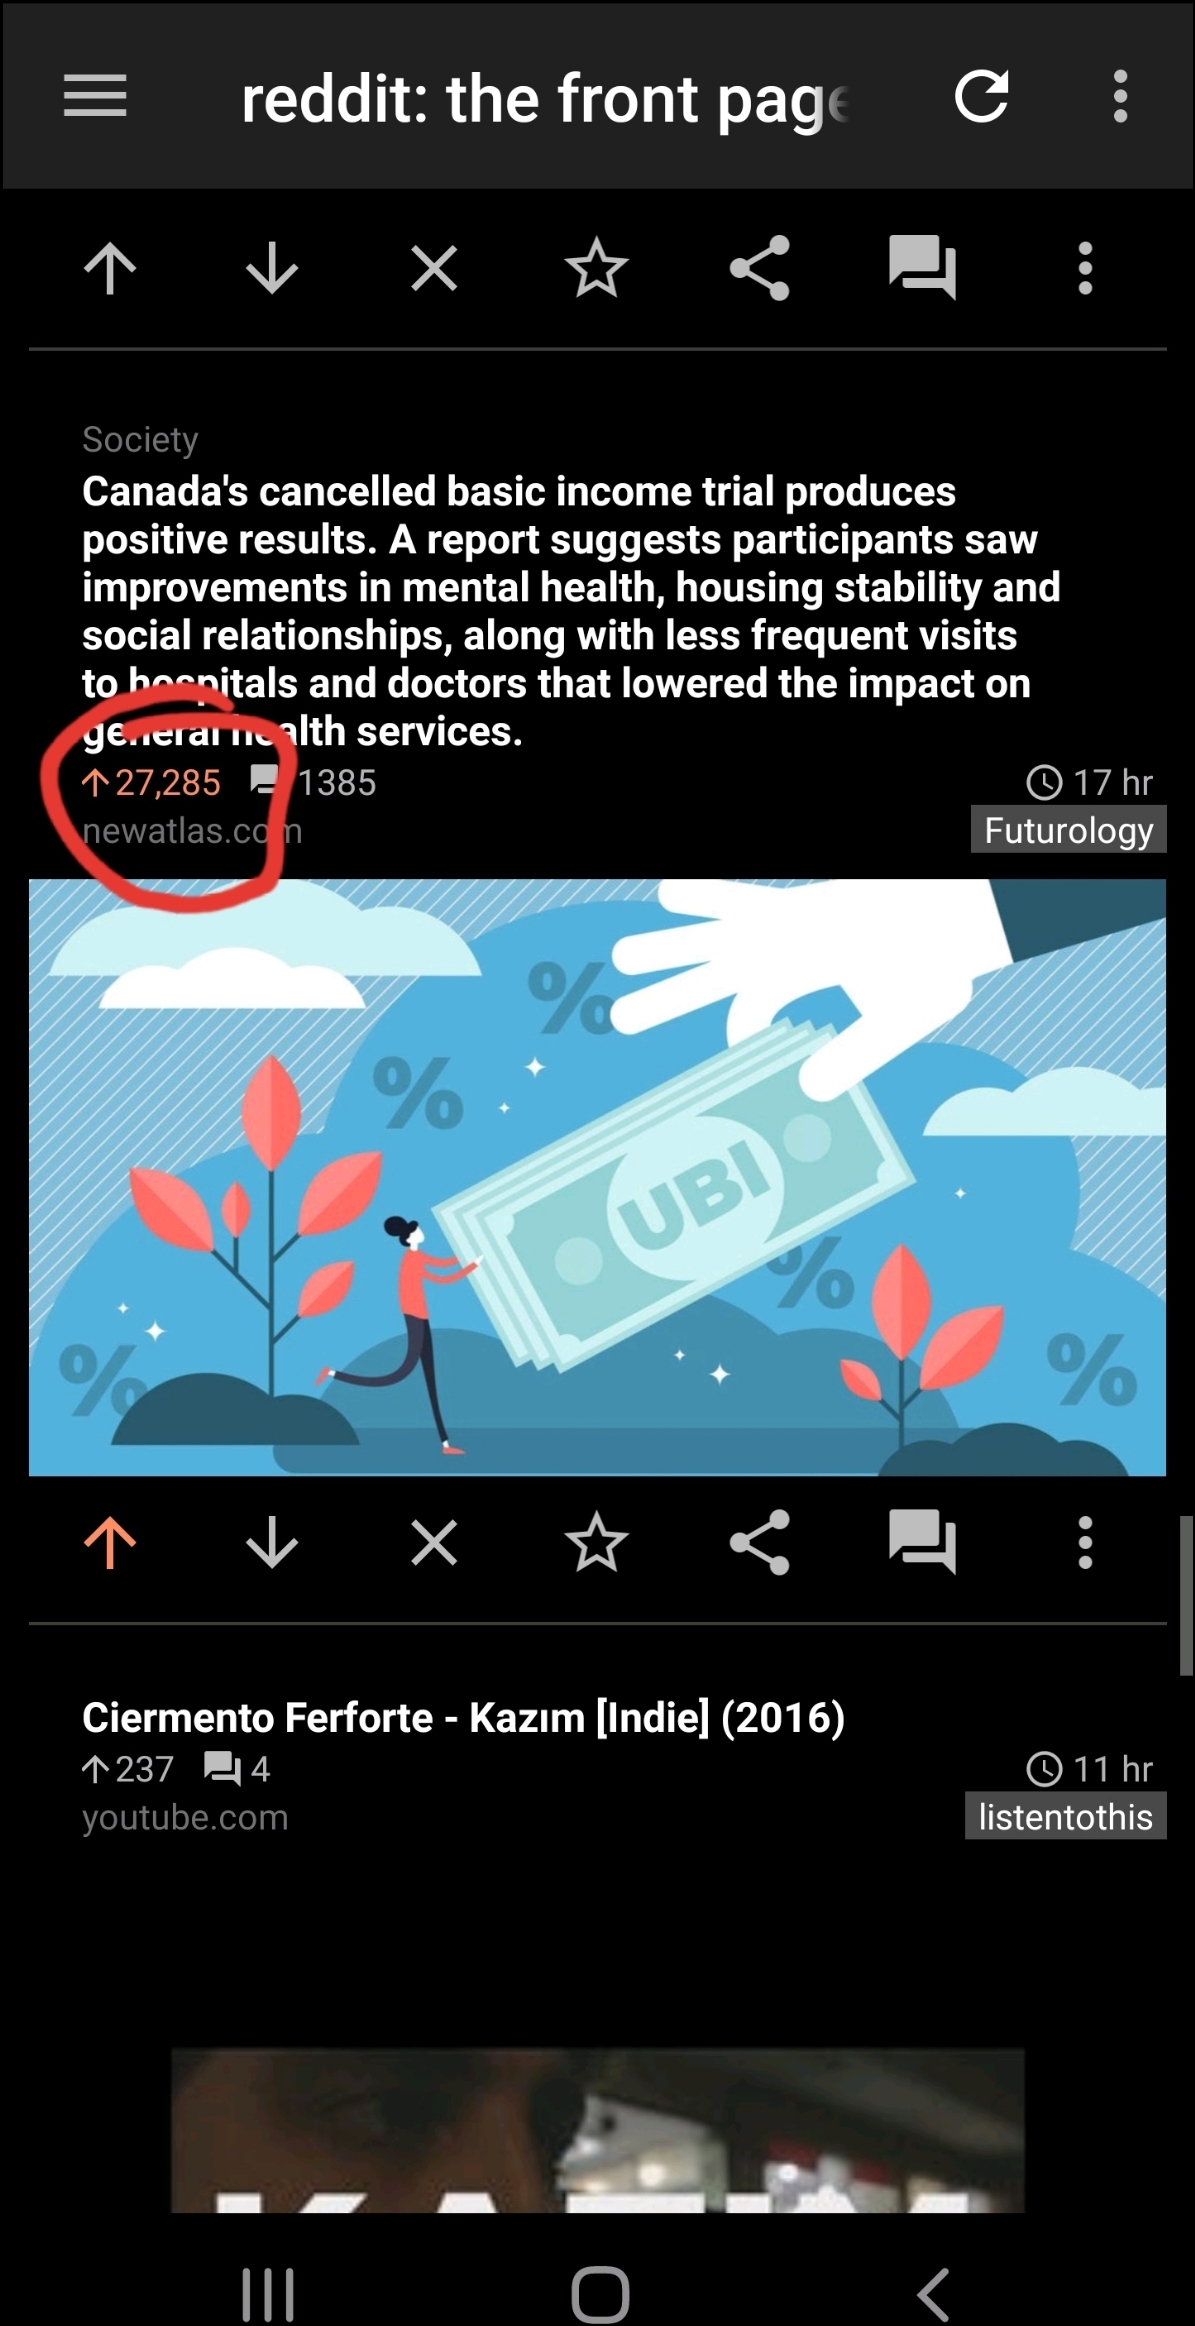 reddit: the front page
Society
Canada's cancelled basic income trial produces
positive results. A report suggests participants saw
improvements in mental health, housing stability and
social relationships, along with less frequent visits
to hospitals and doctors that lowered the impact on
general health services.
27,285 1385 17 hr
newatlas.com Futurology
%
%
UBI
%
%
%
Ciermento Ferforte - Kazım [Indie] (2016)
237 4 11 hr
youtube.com listentothis